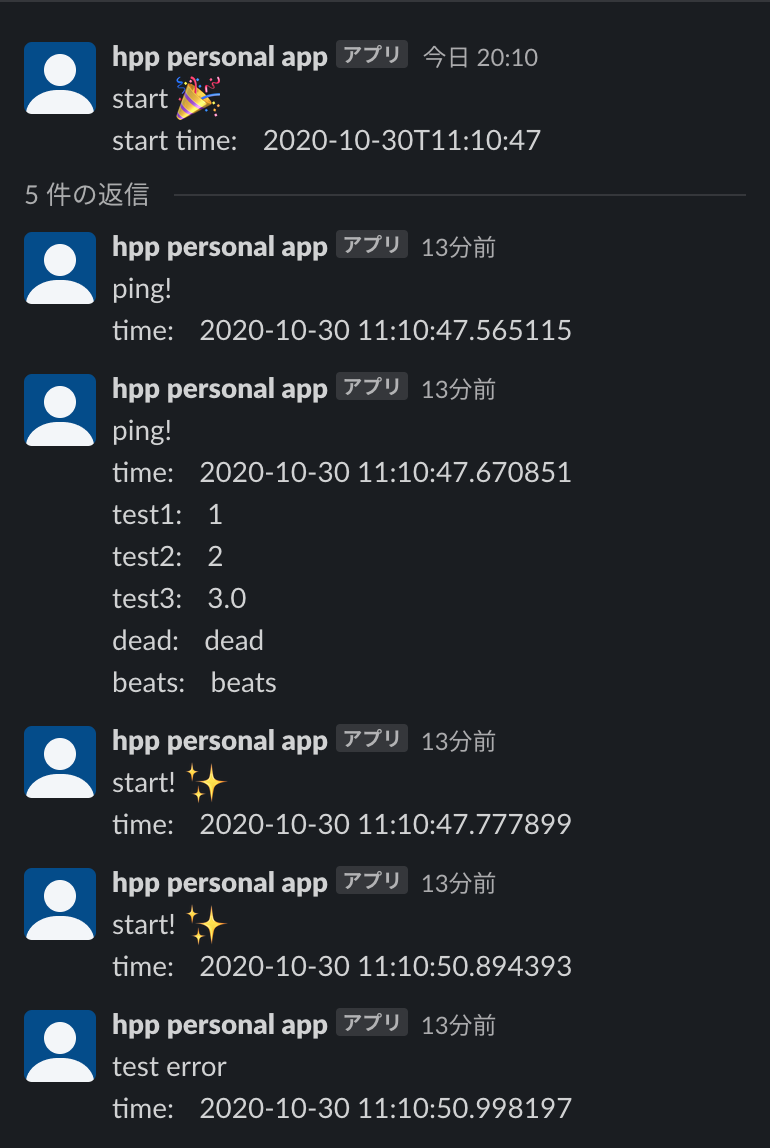 hpp personal app アプリ 今日 20:10
start 🎉
start time: 2020-10-30T11:10:47
5 件の返信
hpp personal app アプリ 13分前
ping!
time: 2020-10-30 11:10:47.565115
hpp personal app アプリ 13分前
ping!
time: 2020-10-30 11:10:47.670851
test1: 1
test2: 2
test3: 3.0
dead: dead
beats: beats
hpp personal app アプリ 13分前
start! ✨
time: 2020-10-30 11:10:47.777899
hpp personal app アプリ 13分前
start! ✨
time: 2020-10-30 11:10:50.894393
hpp personal app アプリ 13分前
test error
time: 2020-10-30 11:10:50.998197